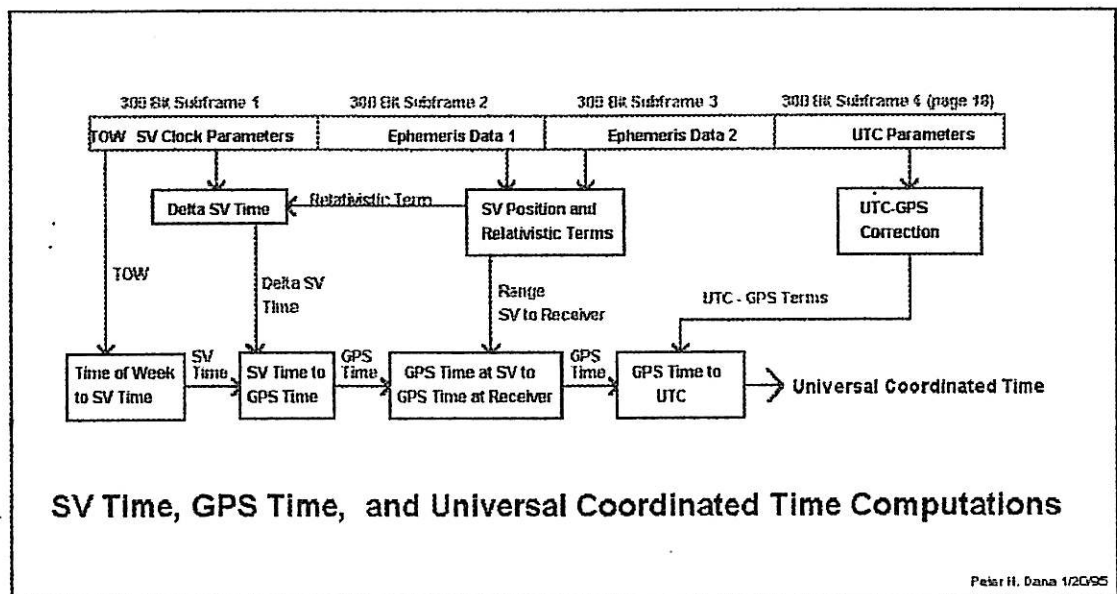 300 Bit Subframe 1 300 Bit Subframe 2 300 Bit Subframe 3 300 Bit Subframe 4 (page 18)
TOW SV Clock Parameters Ephemeris Data 1 Ephemeris Data 2 UTC Parameters
Delta SV Time
Relativistic Term
SV Position and
Relativistic Terms
UTC-GPS
Correction
TOW
Delta SV
Time
Range
SV to Receiver
UTC - GPS Terms
Time of Week
to SV Time
SV
Time
SV Time to
GPS Time
GPS
Time
GPS Time at SV to
GPS Time at Receiver
GPS
Time
GPS Time to
UTC
Universal Coordinated Time
SV Time, GPS Time, and Universal Coordinated Time Computations
Peter H. Dana 1/20/95